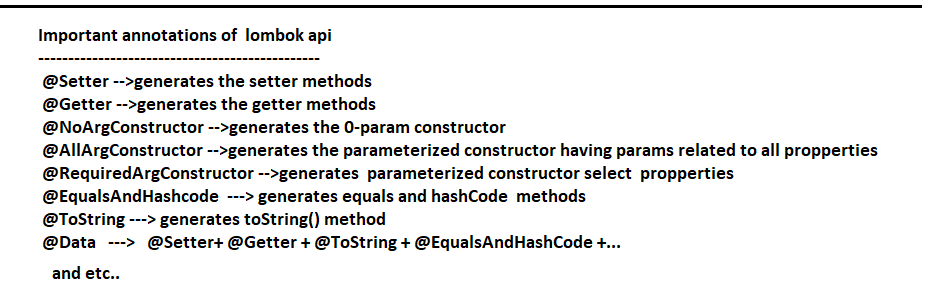 Important annotations of lombok api
-----------------------------------------------
@Setter -->generates the setter methods
@Getter -->generates the getter methods
@NoArgConstructor -->generates the 0-param constructor
@AllArgConstructor -->generates the parameterized constructor having params related to all propperties
@RequiredArgConstructor -->generates parameterized constructor select propperties
@EqualsAndHashcode ---> generates equals and hashCode methods
@ToString ---> generates toString() method
@Data ---> @Setter+ @Getter + @ToString + @EqualsAndHashCode +...
and etc..